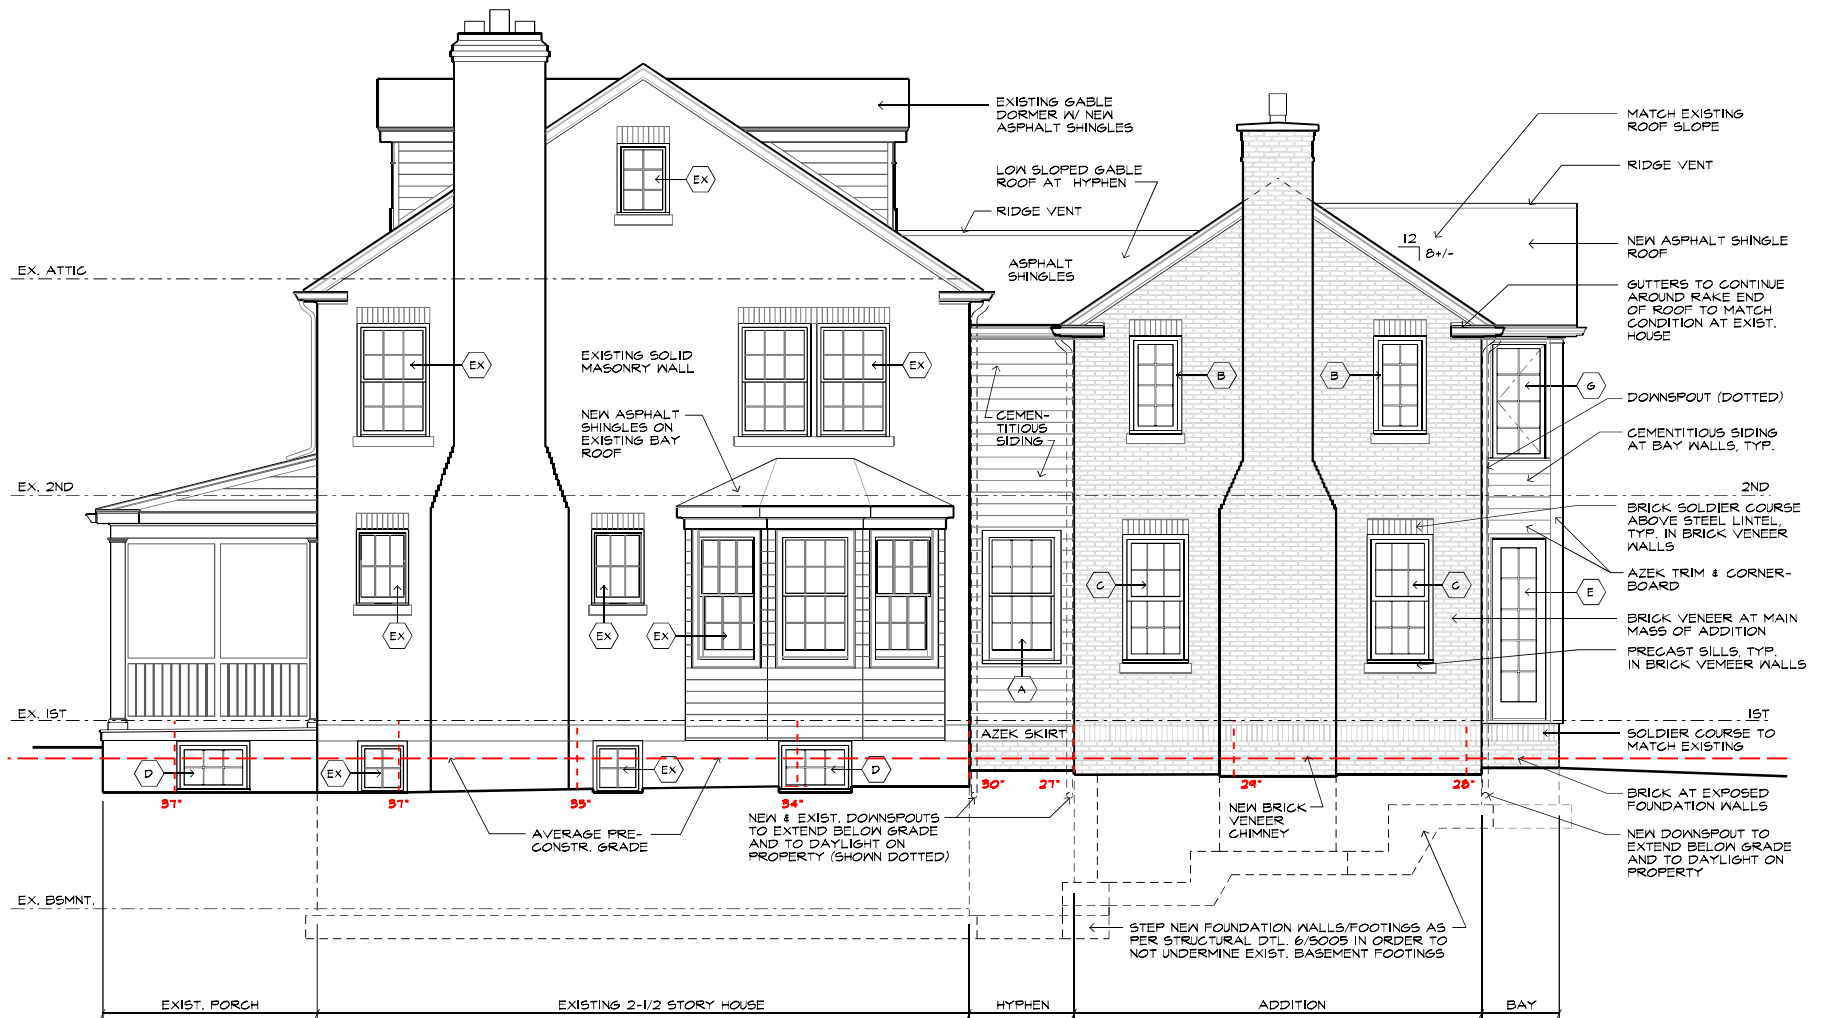 EXISTING GABLE
DORMER W/ NEW
ASPHALT SHINGLES
MATCH EXISTING
ROOF SLOPE
LOW SLOPED GABLE
ROOF AT HYPHEN
RIDGE VENT
EX
RIDGE VENT
12
8+/-
NEW ASPHALT SHINGLE
ROOF
EX. ATTIC
ASPHALT
SHINGLES
GUTTERS TO CONTINUE
AROUND RAKE END
OF ROOF TO MATCH
CONDITION AT EXIST.
HOUSE
EX
EXISTING SOLID
MASONRY WALL
EX
B
B
G
DOWNSPOUT (DOTTED)
NEW ASPHALT
SHINGLES ON
EXISTING BAY
ROOF
CEMEN-
TITIOUS
SIDING
CEMENTITIOUS SIDING
AT BAY WALLS, TYP.
EX. 2ND
2ND
BRICK SOLDIER COURSE
ABOVE STEEL LINTEL,
TYP. IN BRICK VENEER
WALLS
C
C
E
AZEK TRIM & CORNER-
BOARD
EX
EX
EX
BRICK VENEER AT MAIN
MASS OF ADDITION
PRECAST SILLS, TYP.
IN BRICK VEMEER WALLS
A
EX. 1ST
1ST
AZEK SKIRT
SOLDIER COURSE TO
MATCH EXISTING
D
EX
EX
D
37"
37"
35"
34"
30"
27"
29"
28"
BRICK AT EXPOSED
FOUNDATION WALLS
AVERAGE PRE-
CONSTR. GRADE
NEW & EXIST. DOWNSPOUTS
TO EXTEND BELOW GRADE
AND TO DAYLIGHT ON
PROPERTY (SHOWN DOTTED)
NEW BRICK
VENEER
CHIMNEY
NEW DOWNSPOUT TO
EXTEND BELOW GRADE
AND TO DAYLIGHT ON
PROPERTY
EX. BSMNT.
STEP NEW FOUNDATION WALLS/FOOTINGS AS
PER STRUCTURAL DTL. 6/S005 IN ORDER TO
NOT UNDERMINE EXIST. BASEMENT FOOTINGS
EXIST. PORCH
EXISTING 2-1/2 STORY HOUSE
HYPHEN
ADDITION
BAY